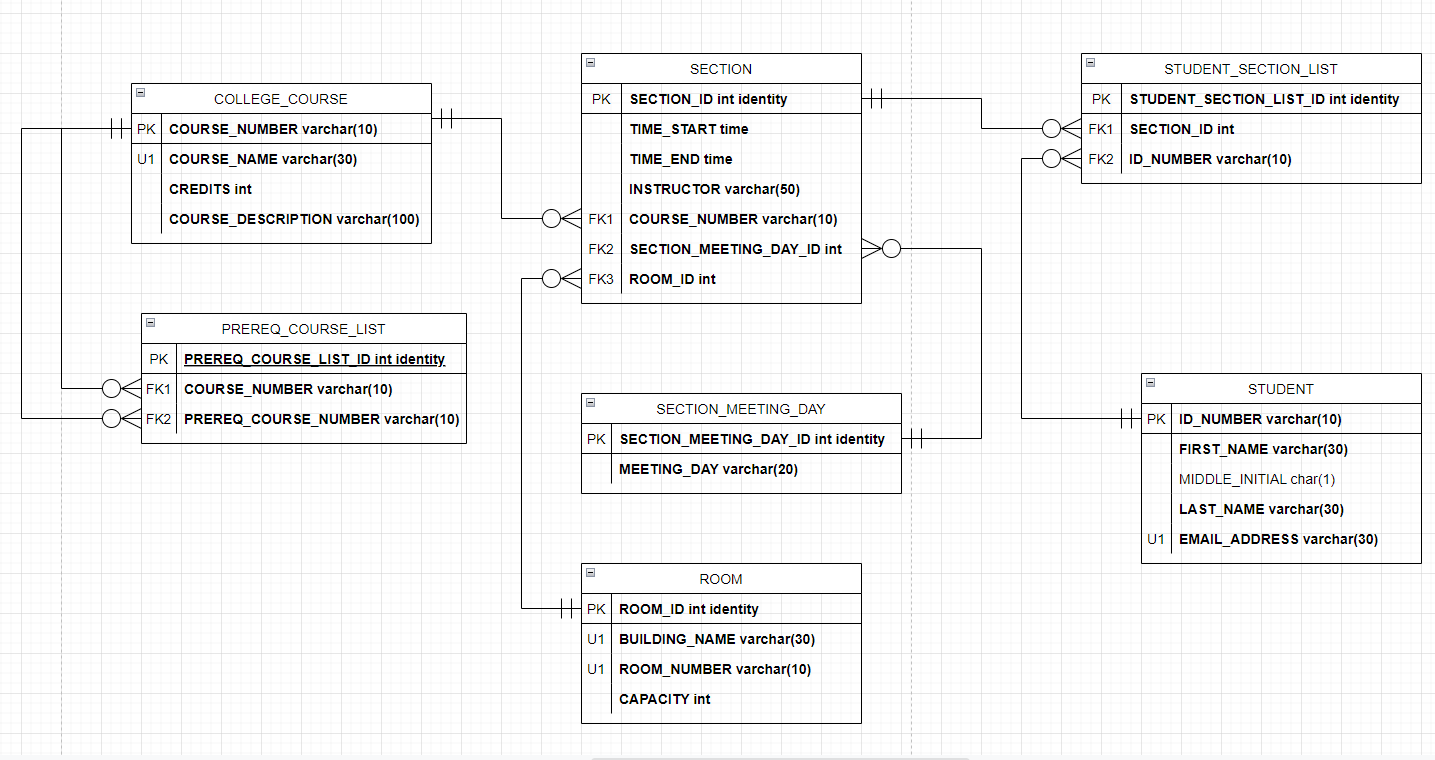 COLLEGE_COURSE
PK COURSE_NUMBER varchar(10)
U1 COURSE_NAME varchar(30)
CREDITS int
COURSE_DESCRIPTION varchar(100)
PREREQ_COURSE_LIST
PK PREREQ_COURSE_LIST_ID int identity
FK1 COURSE_NUMBER varchar(10)
FK2 PREREQ_COURSE_NUMBER varchar(10)
SECTION
PK SECTION_ID int identity
TIME_START time
TIME_END time
INSTRUCTOR varchar(50)
FK1 COURSE_NUMBER varchar(10)
FK2 SECTION_MEETING_DAY_ID int
FK3 ROOM_ID int
SECTION_MEETING_DAY
PK SECTION_MEETING_DAY_ID int identity
MEETING_DAY varchar(20)
ROOM
PK ROOM_ID int identity
U1 BUILDING_NAME varchar(30)
U1 ROOM_NUMBER varchar(10)
CAPACITY int
STUDENT_SECTION_LIST
PK STUDENT_SECTION_LIST_ID int identity
FK1 SECTION_ID int
FK2 ID_NUMBER varchar(10)
STUDENT
PK ID_NUMBER varchar(10)
FIRST_NAME varchar(30)
MIDDLE_INITIAL char(1)
LAST_NAME varchar(30)
U1 EMAIL_ADDRESS varchar(30)